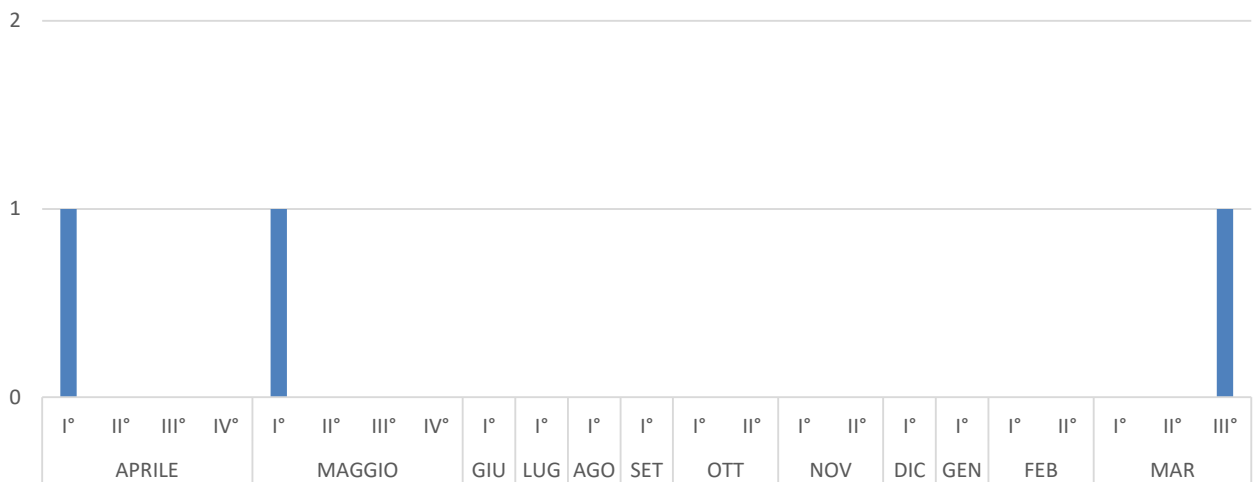 2
1
0
I° II° III° IV° I° II° III° IV° I° I° I° I° I° II° I° II° I° I° I° II° I° II° III°
APRILE MAGGIO GIU LUG AGO SET OTT NOV DIC GEN FEB MAR